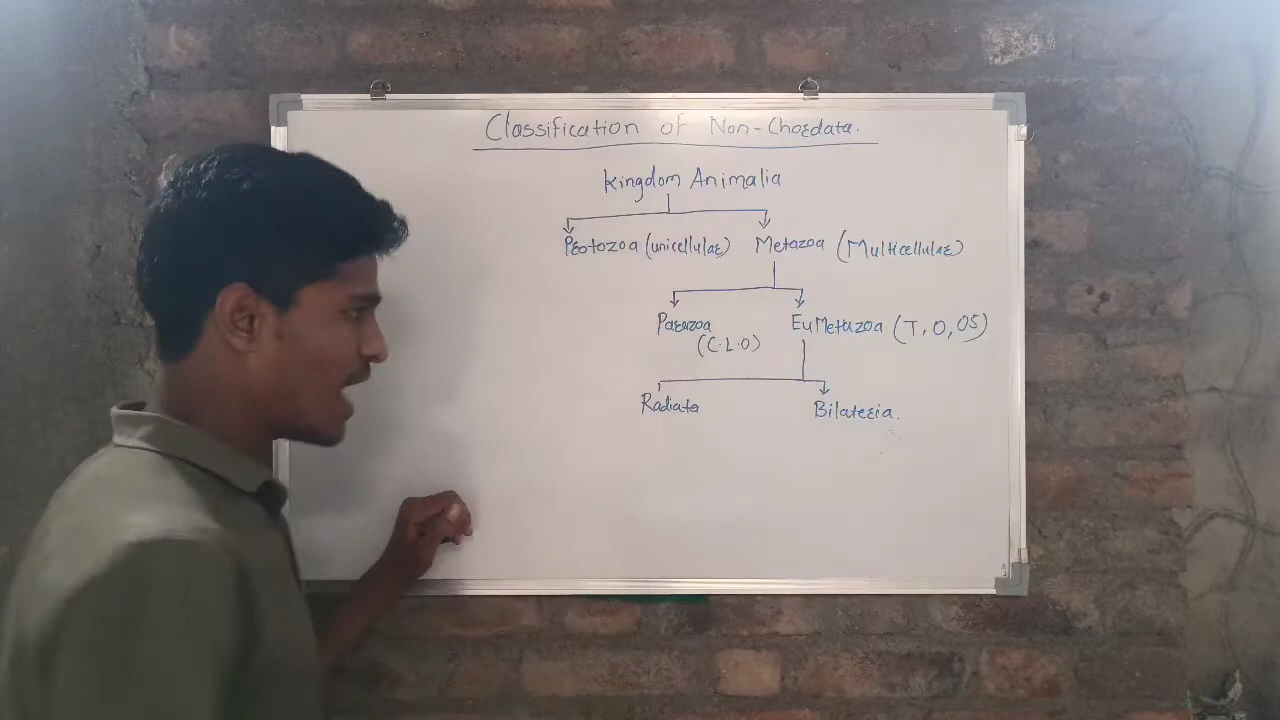 Classification of Non-Chordata.
Kingdom Animalia
Protozoa (unicellular) Metazoa (Multicellular)
Parazoa EuMetazoa (T, O, OS)
(C.L.O)
Radiata Bilateria.